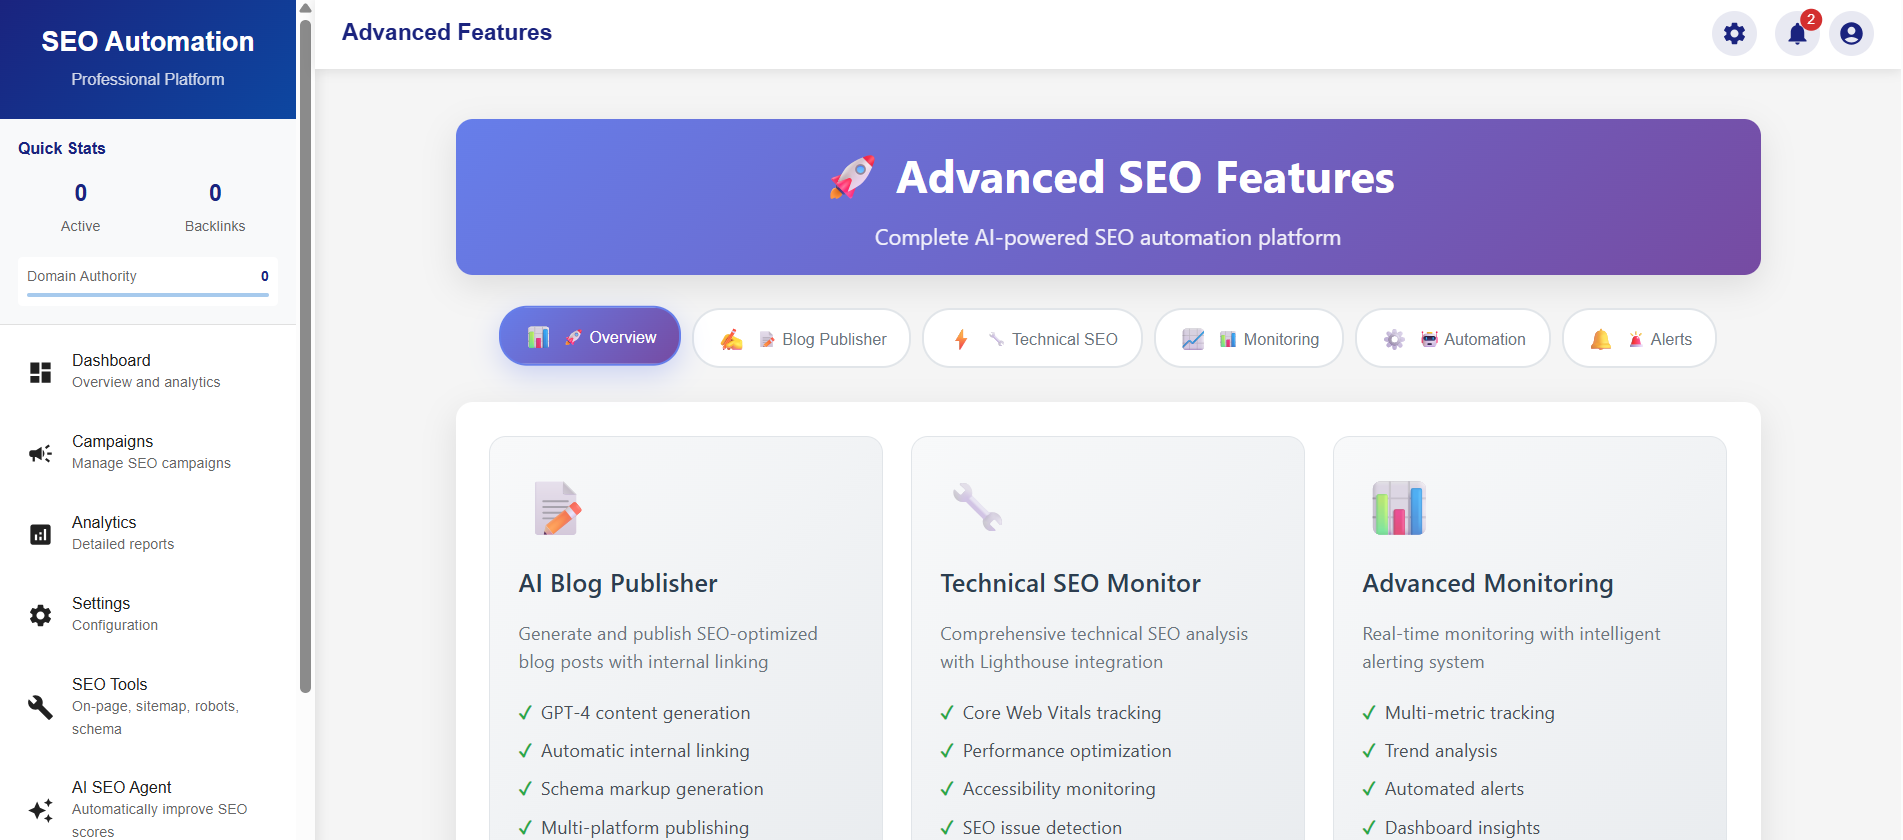 SEO Automation
Professional Platform
Quick Stats
0
Active
0
Backlinks
Domain Authority
0
Dashboard
Overview and analytics
Campaigns
Manage SEO campaigns
Analytics
Detailed reports
Settings
Configuration
SEO Tools
On-page, sitemap, robots,
schema
AI SEO Agent
Automatically improve SEO
scores
Advanced Features
2
Advanced SEO Features
Complete AI-powered SEO automation platform
Overview
Blog Publisher
Technical SEO
Monitoring
Automation
Alerts
AI Blog Publisher
Generate and publish SEO-optimized
blog posts with internal linking
✓ GPT-4 content generation
✓ Automatic internal linking
✓ Schema markup generation
✓ Multi-platform publishing
Technical SEO Monitor
Comprehensive technical SEO analysis
with Lighthouse integration
✓ Core Web Vitals tracking
✓ Performance optimization
✓ Accessibility monitoring
✓ SEO issue detection
Advanced Monitoring
Real-time monitoring with intelligent
alerting system
✓ Multi-metric tracking
✓ Trend analysis
✓ Automated alerts
✓ Dashboard insights